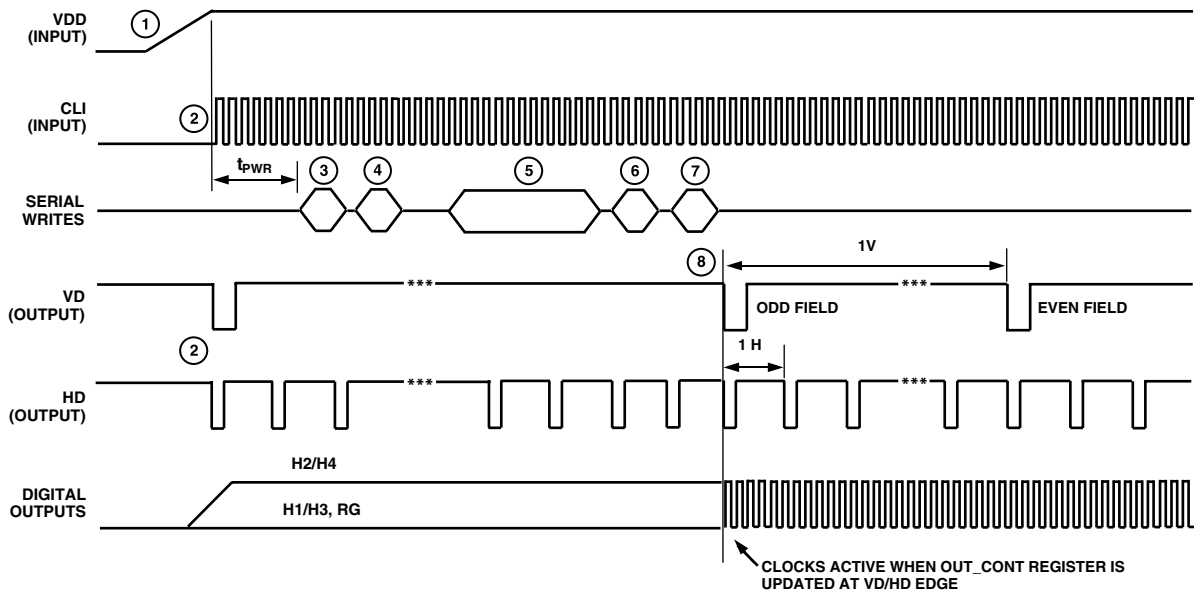 VDD
(INPUT)
1
CLI
(INPUT)
2
tPWR
3
4
5
6
7
SERIAL
WRITES
8
1V
VD
(OUTPUT)
***
ODD FIELD
***
EVEN FIELD
2
1 H
HD
(OUTPUT)
***
***
H2/H4
DIGITAL
OUTPUTS
H1/H3, RG
CLOCKS ACTIVE WHEN OUT_CONT REGISTER IS
UPDATED AT VD/HD EDGE